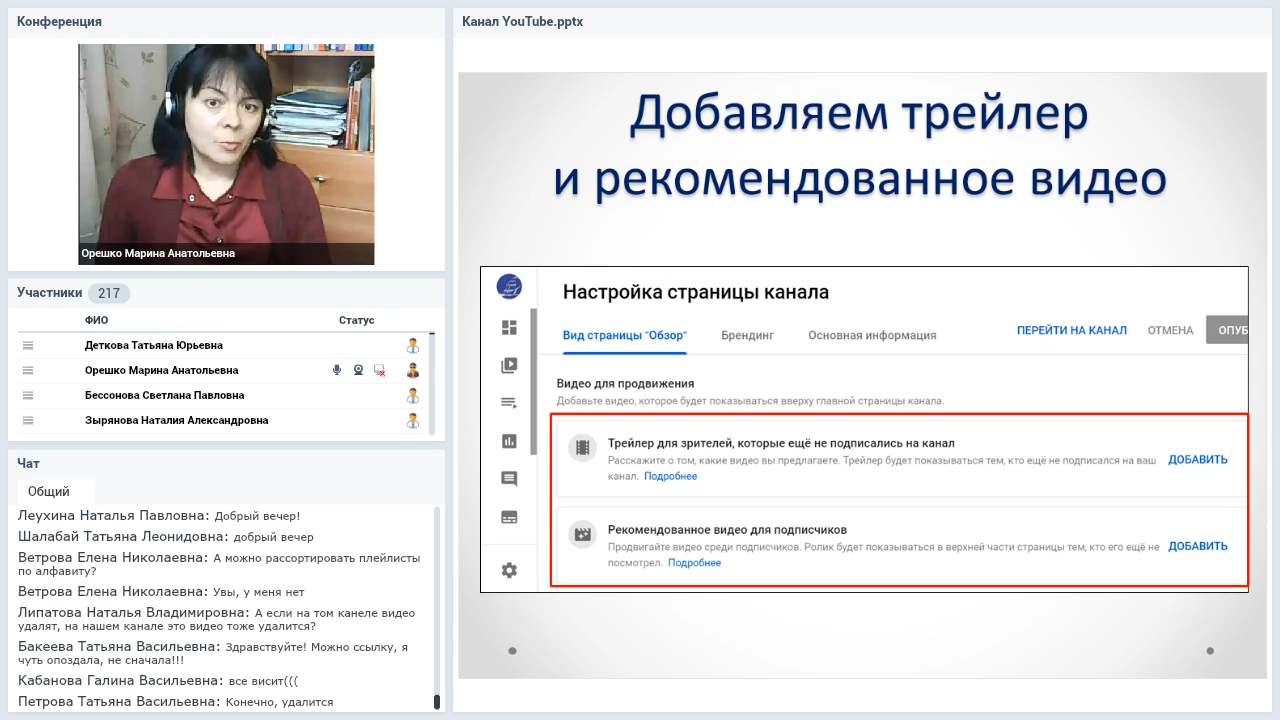 Конференция
Орешко Марина Анатольевна
Участники 217
ФИО Статус
Деткова Татьяна Юрьевна
Орешко Марина Анатольевна
Бессонова Светлана Павловна
Зырянова Наталия Александровна
Чат
Общий
Леухина Наталья Павловна: Добрый вечер!
Шалабай Татьяна Леонидовна: добрый вечер
Ветрова Елена Николаевна: А можно рассортировать плейлисты
по алфавиту?
Ветрова Елена Николаевна: Увы, у меня нет
Липатова Наталья Владимировна: А если на том канеле видео
удалят, на нашем канале это видео тоже удалится?
Бакеева Татьяна Васильевна: Здравствуйте! Можно ссылку, я
чуть опоздала, не сначала!!!
Кабанова Галина Васильевна: все висит(((
Петрова Татьяна Васильевна: Конечно, удалится
Канал YouTube.pptx
Добавляем трейлер
и рекомендованное видео
Настройка страницы канала
Вид страницы "Обзор" Брендинг Основная информация ПЕРЕЙТИ НА КАНАЛ ОТМЕНА ОПУБ
Видео для продвижения
Добавьте видео, которое будет показываться вверху главной страницы канала.
Трейлер для зрителей, которые ещё не подписались на канал
Расскажите о том, какие видео вы предлагаете. Трейлер будет показываться тем, кто ещё не подписался на ваш
канал. Подробнее
ДОБАВИТЬ
Рекомендованное видео для подписчиков
Продвигайте видео среди подписчиков. Ролик будет показываться в верхней части страницы тем, кто его ещё не
посмотрел. Подробнее
ДОБАВИТЬ